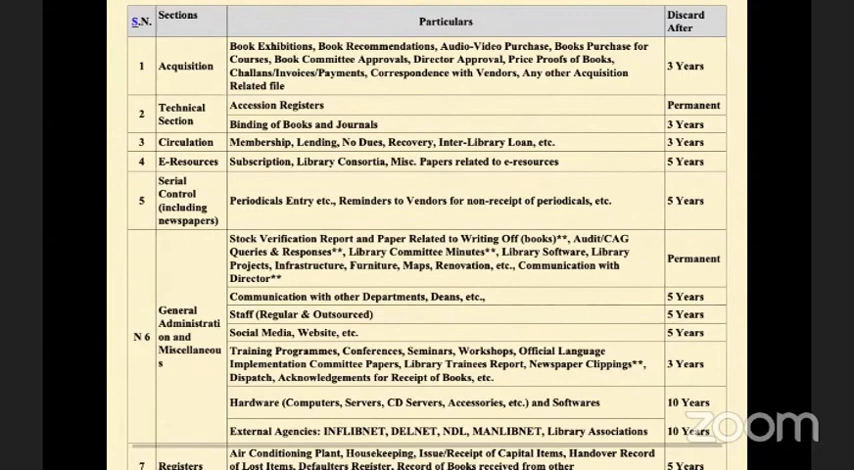 S.N.
Sections
Particulars
Discard
After
1
Acquisition
Book Exhibitions, Book Recommendations, Audio-Video Purchase, Books Purchase for
Courses, Book Committee Approvals, Director Approval, Price Proofs of Books,
Challans/Invoices/Payments, Correspondence with Vendors, Any other Acquisition
Related file
3 Years
2
Technical
Section
Accession Registers
Permanent
Binding of Books and Journals
3 Years
3
Circulation
Membership, Lending, No Dues, Recovery, Inter-Library Loan, etc.
3 Years
4
E-Resources
Subscription, Library Consortia, Misc. Papers related to e-resources
5 Years
5
Serial
Control
(including
newspapers)
Periodicals Entry etc., Reminders to Vendors for non-receipt of periodicals, etc.
5 Years
N 6
General
Administrati
on and
Miscellaneou
s
Stock Verification Report and Paper Related to Writing Off (books)**, Audit/CAG
Queries & Responses**, Library Committee Minutes**, Library Software, Library
Projects, Infrastructure, Furniture, Maps, Renovation, etc., Communication with
Director**
Permanent
Communication with other Departments, Deans, etc.,
5 Years
Staff (Regular & Outsourced)
5 Years
Social Media, Website, etc.
5 Years
Training Programmes, Conferences, Seminars, Workshops, Official Language
Implementation Committee Papers, Library Trainees Report, Newspaper Clippings**,
Dispatch, Acknowledgements for Receipt of Books, etc.
3 Years
Hardware (Computers, Servers, CD Servers, Accessories, etc.) and Softwares
10 Years
External Agencies: INFLIBNET, DELNET, NDL, MANLIBNET, Library Associations
10 Years
7
Registers
Air Conditioning Plant, Housekeeping, Issue/Receipt of Capital Items, Handover Record
of Lost Items, Defaulters Register, Record of Books received from other
5 Years
zoom